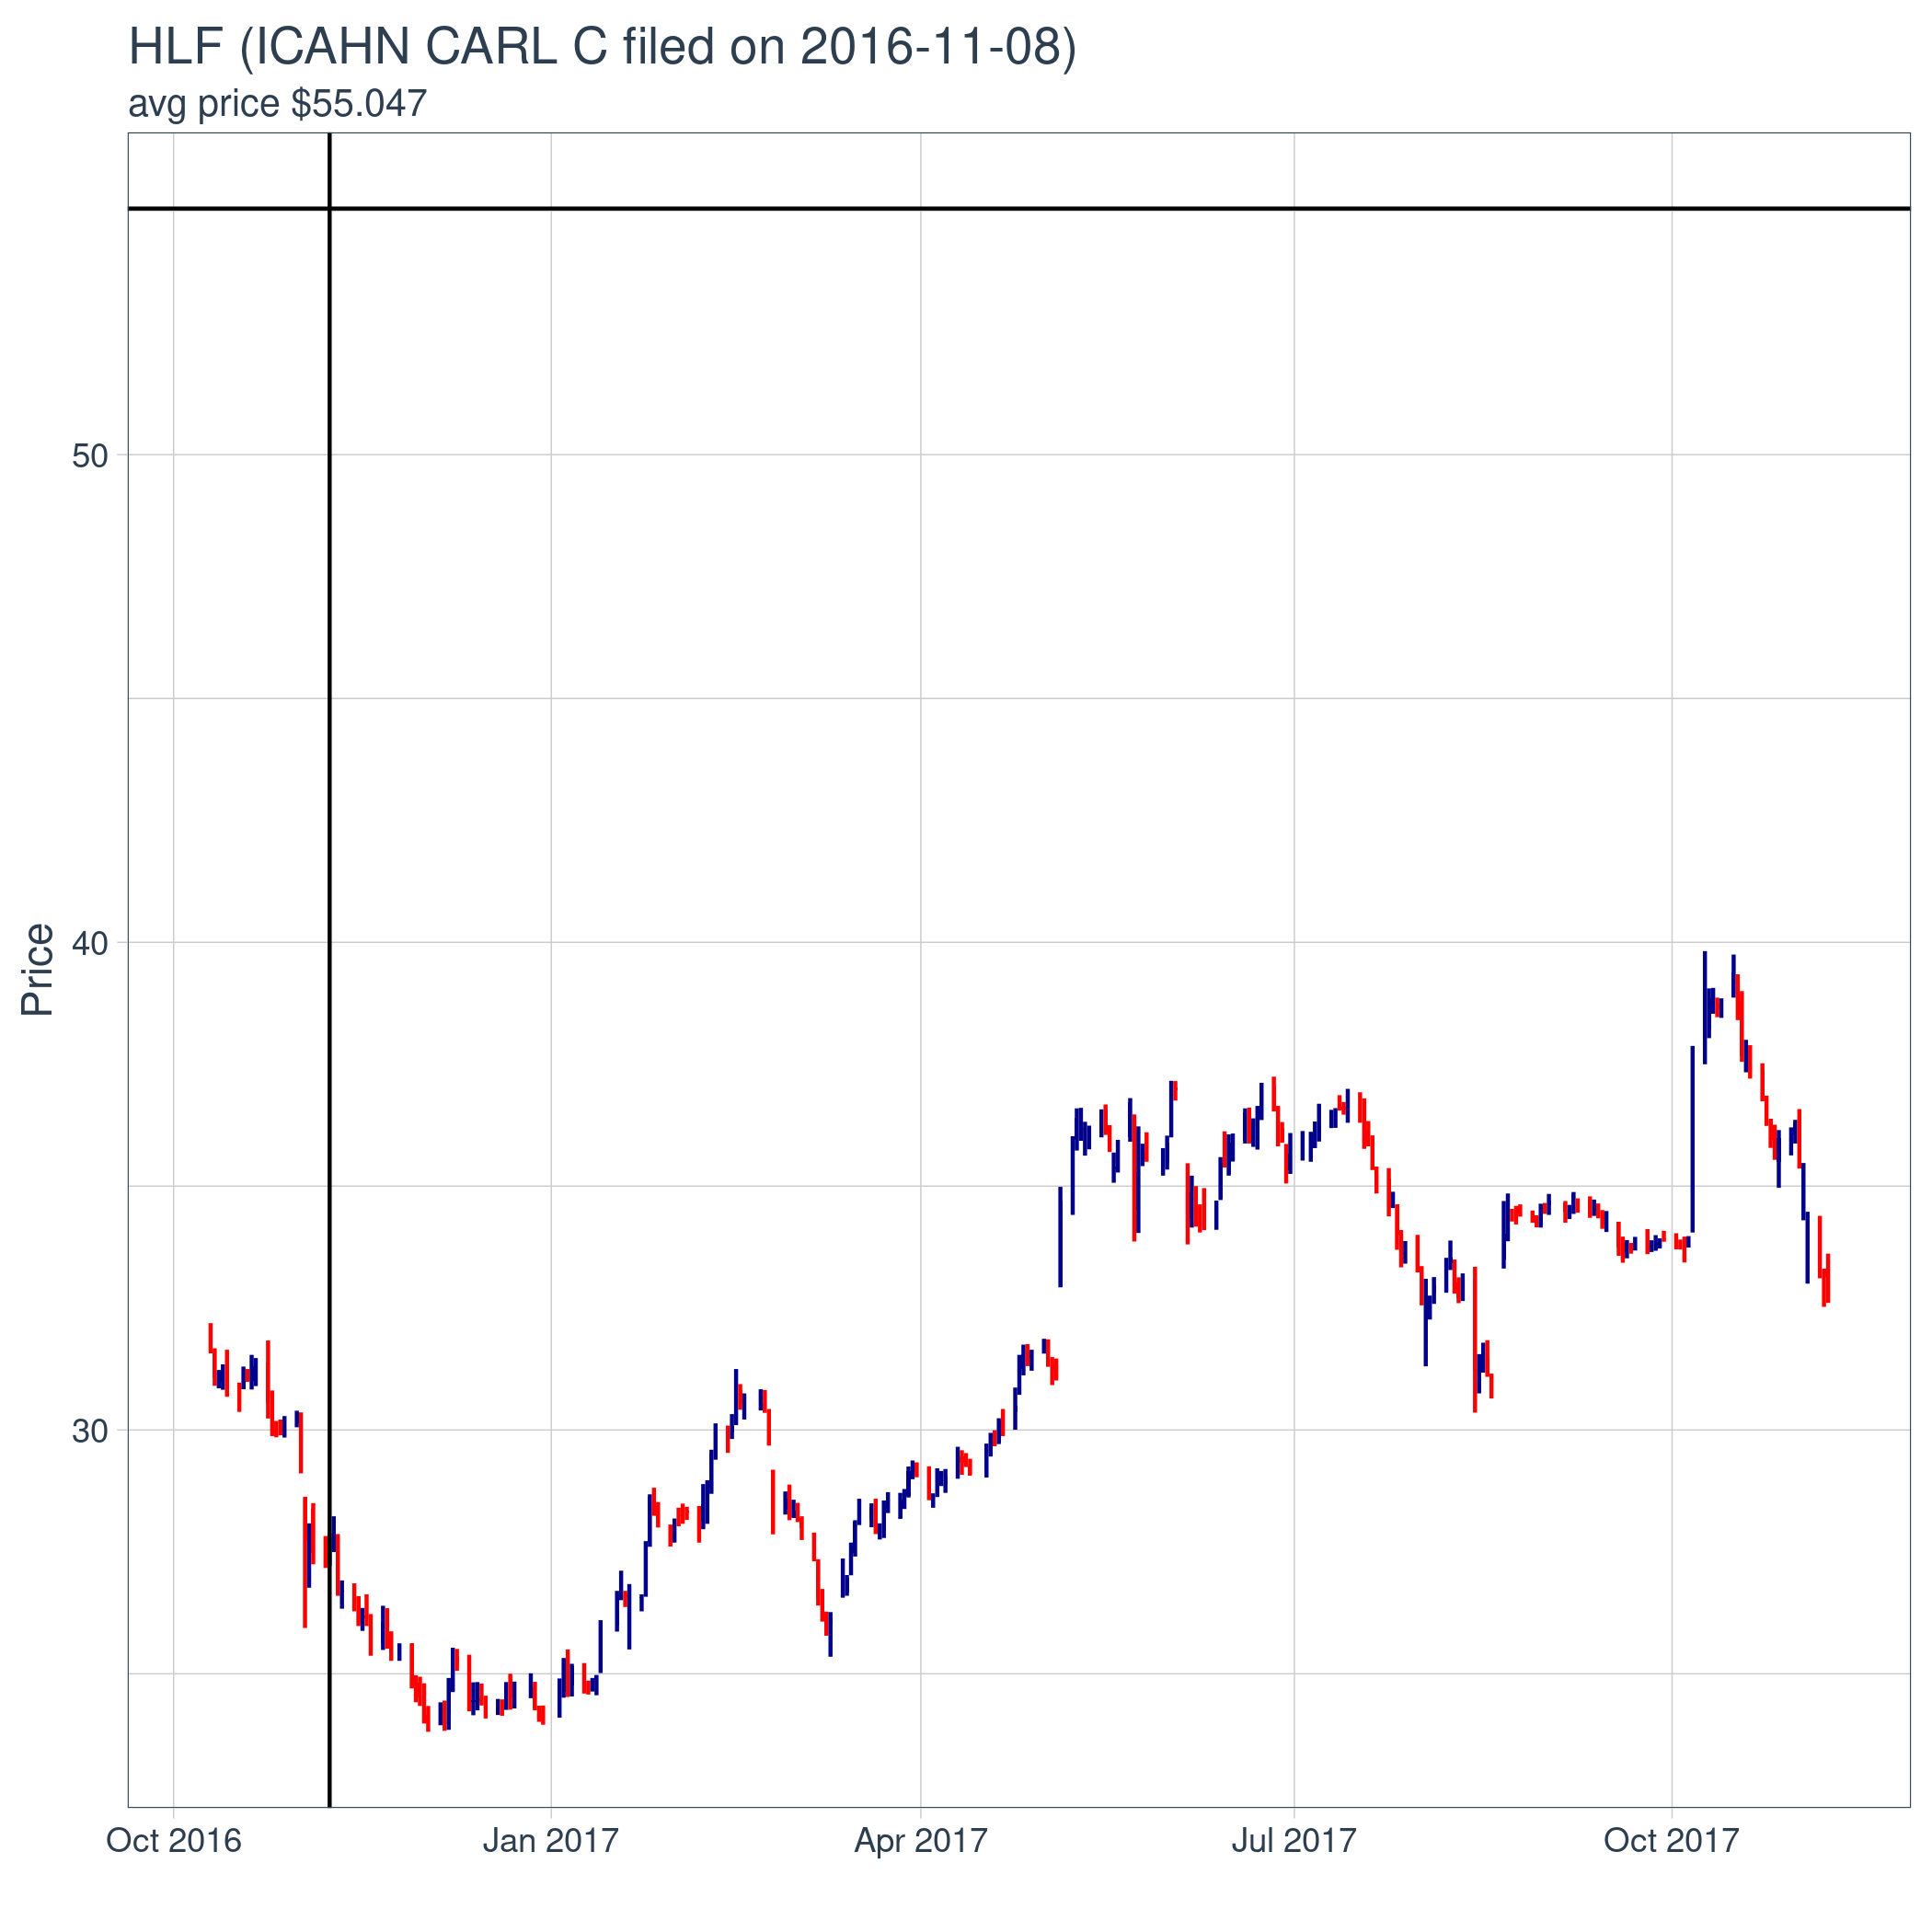 HLF (ICAHN CARL C filed on 2016-11-08)
avg price $55.047
50
40
30
Price
Oct 2016
Jan 2017
Apr 2017
Jul 2017
Oct 2017